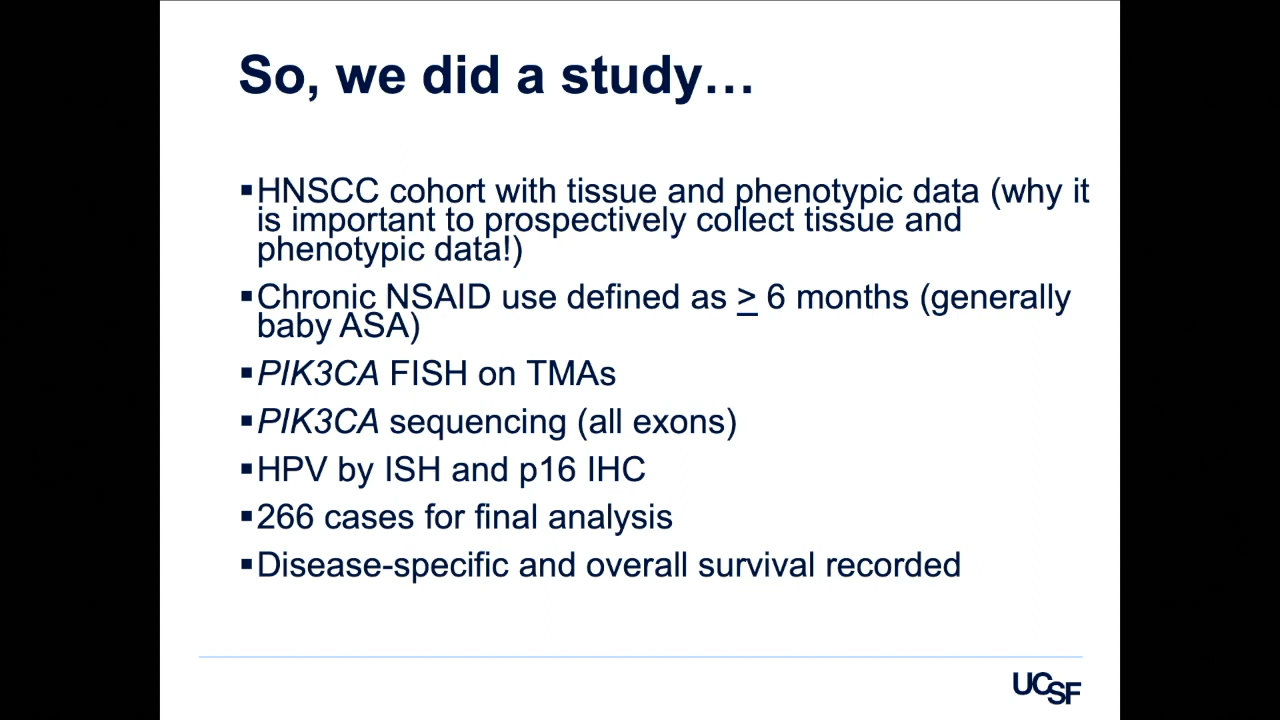 So, we did a study…
▪HNSCC cohort with tissue and phenotypic data (why it
is important to prospectively collect tissue and
phenotypic data!)
▪Chronic NSAID use defined as ≥ 6 months (generally
baby ASA)
▪PIK3CA FISH on TMAs
▪PIK3CA sequencing (all exons)
▪HPV by ISH and p16 IHC
▪266 cases for final analysis
▪Disease-specific and overall survival recorded
UCSF